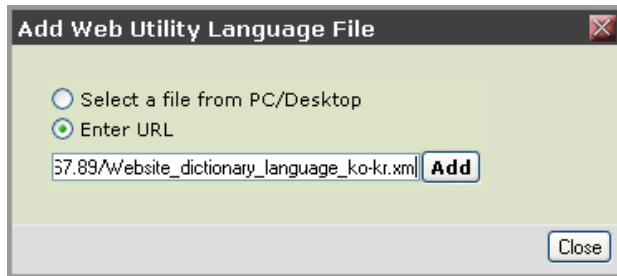 Add Web Utility Language File
Select a file from PC/Desktop
Enter URL
57.89/Website_dictionary_language_ko-kr.xm Add
Close